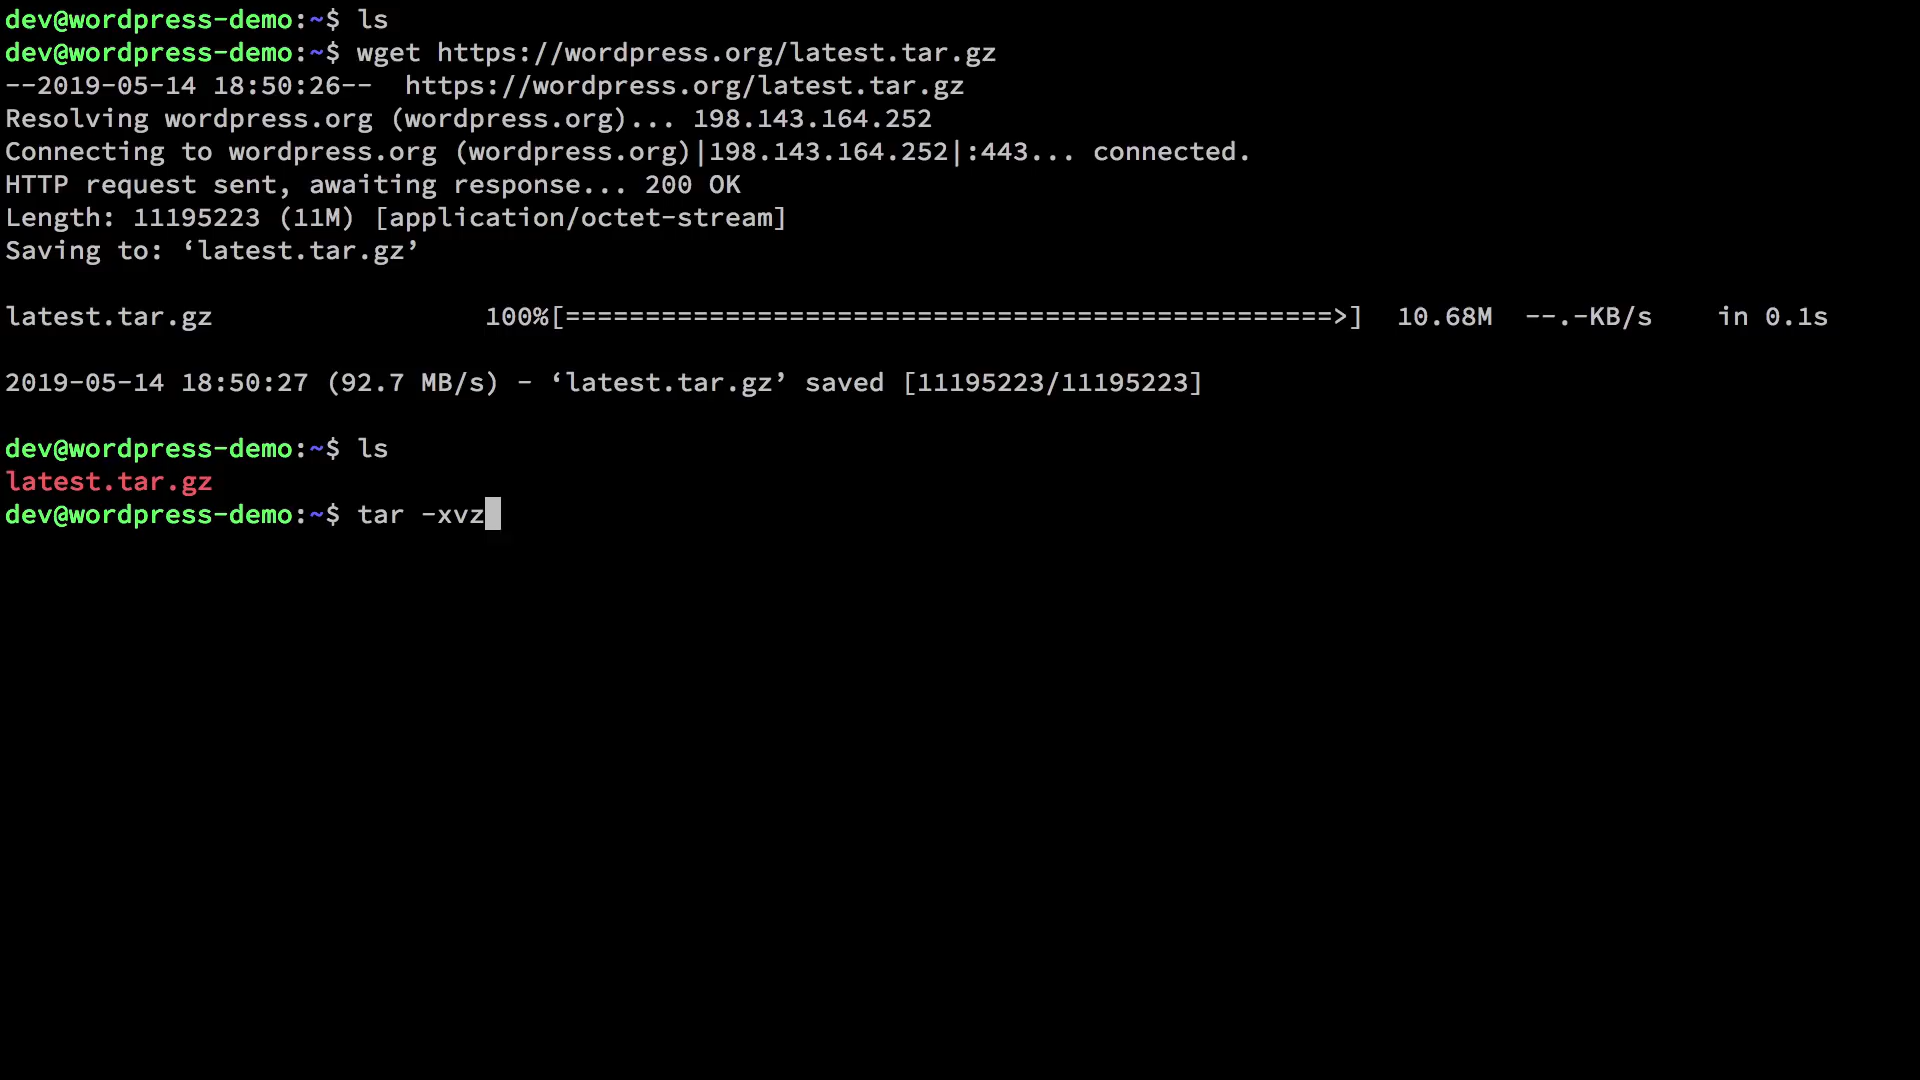 dev@wordpress-demo:~$ ls
dev@wordpress-demo:~$ wget https://wordpress.org/latest.tar.gz
--2019-05-14 18:50:26--  https://wordpress.org/latest.tar.gz
Resolving wordpress.org (wordpress.org)... 198.143.164.252
Connecting to wordpress.org (wordpress.org)|198.143.164.252|:443... connected.
HTTP request sent, awaiting response... 200 OK
Length: 11195223 (11M) [application/octet-stream]
Saving to: ‘latest.tar.gz’
latest.tar.gz                 100%[================================================>]  10.68M  --.-KB/s    in 0.1s
2019-05-14 18:50:27 (92.7 MB/s) - ‘latest.tar.gz’ saved [11195223/11195223]
dev@wordpress-demo:~$ ls
latest.tar.gz
dev@wordpress-demo:~$ tar -xvz